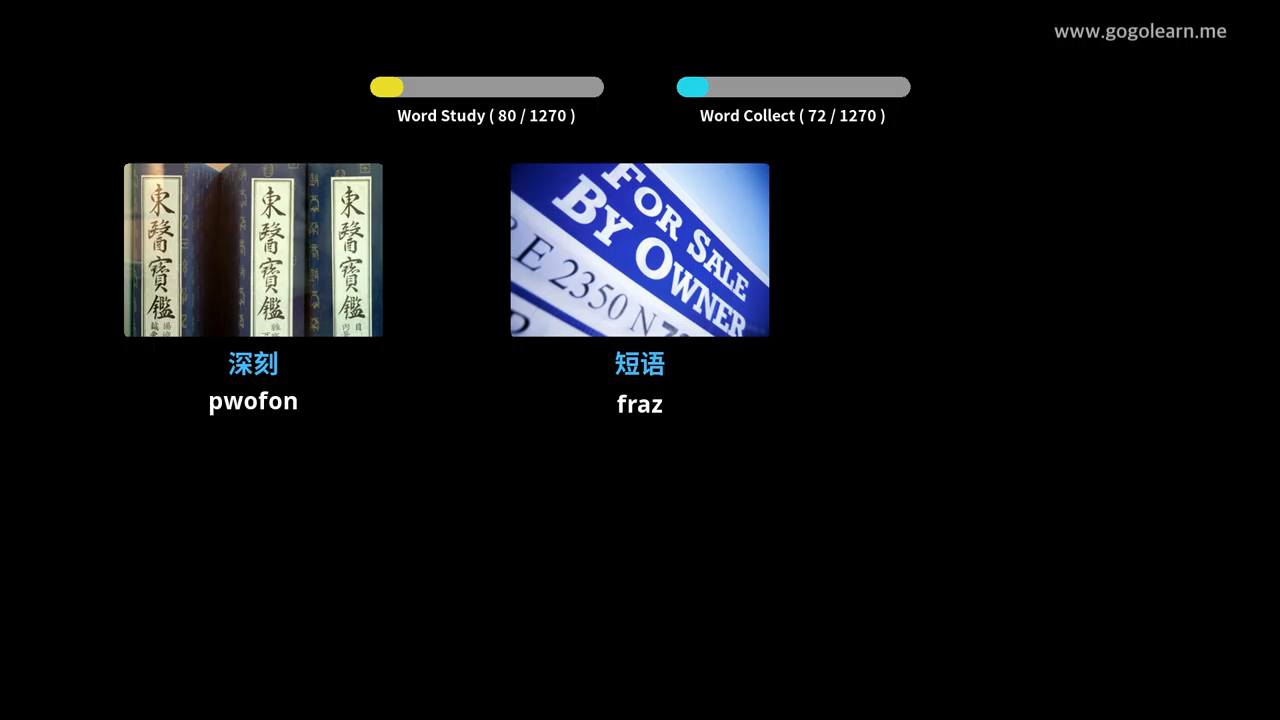 www.gogolearn.me
Word Study ( 80 / 1270 )
Word Collect ( 72 / 1270 )
東醫寶鑑
東醫寶鑑
東醫寶鑑
FOR SALE
BY OWNER
E 2350 N
深刻
pwofon
短语
fraz